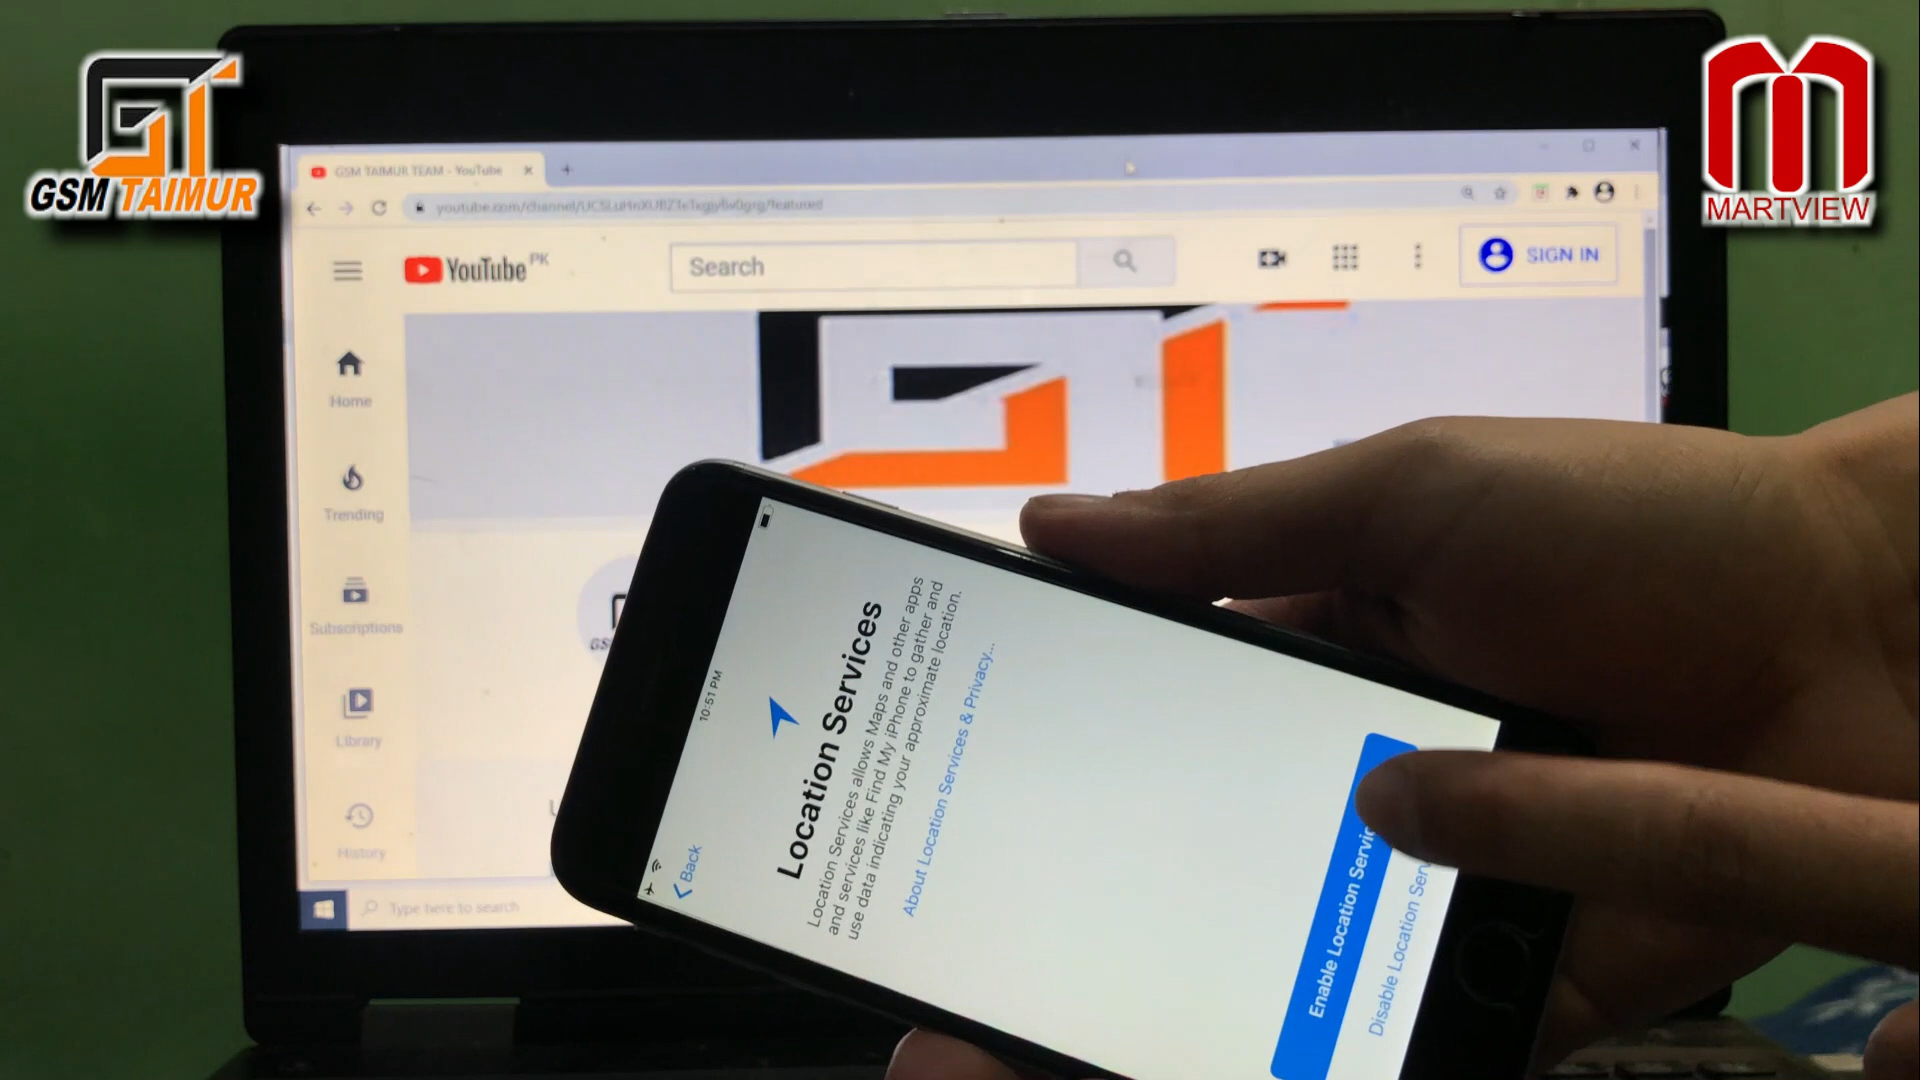 GSM TAIMUR
MARTVIEW
GSM TAIMUR TEAM - YouTube
YouTube PK
Search
SIGN IN
Home
Trending
Subscriptions
Library
History
Type here to search
10:51 PM
Back
Location Services
Location Services allows Maps and other apps
and services like Find My iPhone to gather and
use data indicating your approximate location.
About Location Services & Privacy...
Enable Location Servic
Disable Location Serv